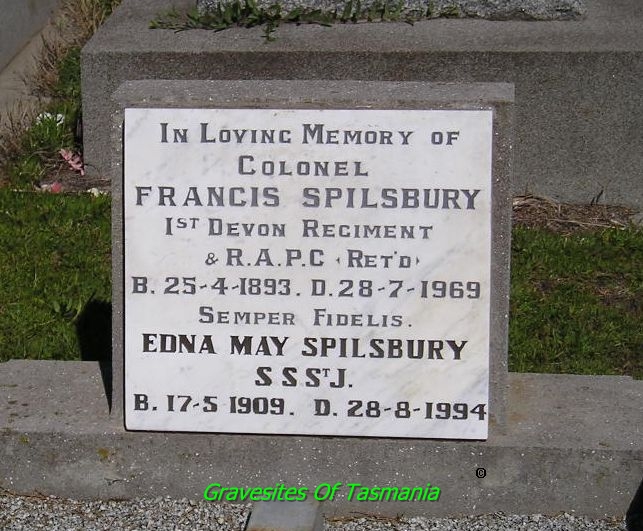 In Loving Memory of
Colonel
Francis Spilsbury
1st Devon Regiment
& R.A.P.C (Ret'd)
B. 25-4-1893. D. 28-7-1969
Semper Fidelis.
Edna May Spilsbury
S S St J.
B. 17-5 1909. D. 28-8-1994
©
Gravesites Of Tasmania